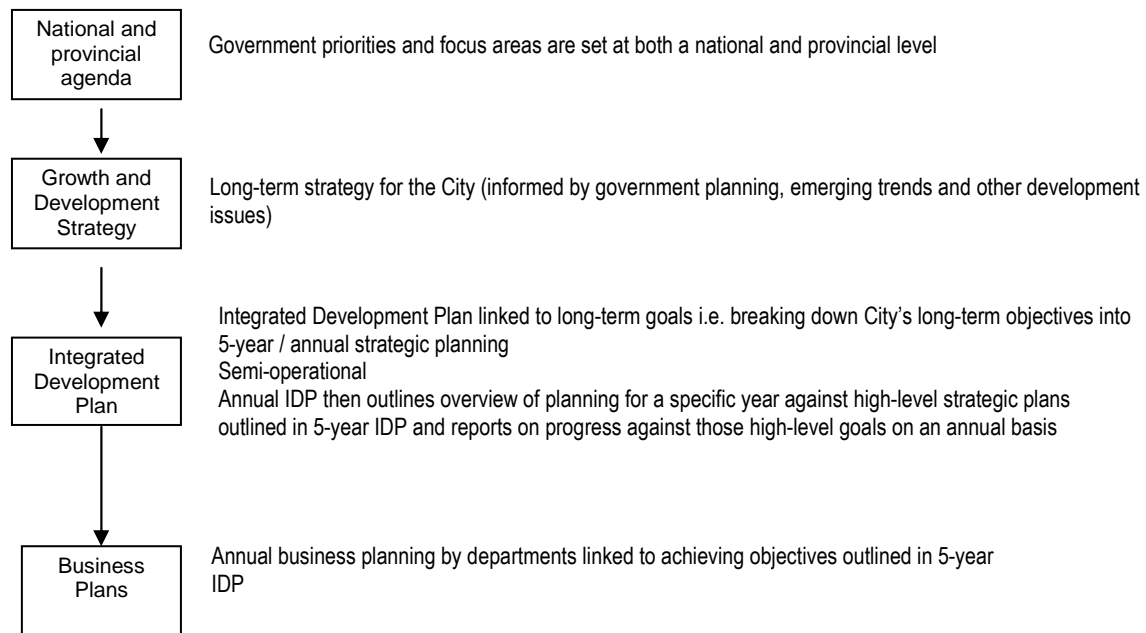 National and
provincial
agenda
Government priorities and focus areas are set at both a national and provincial level
Growth and
Development
Strategy
Long-term strategy for the City (informed by government planning, emerging trends and other development
issues)
Integrated
Development
Plan
Integrated Development Plan linked to long-term goals i.e. breaking down City's long-term objectives into
5-year / annual strategic planning
Semi-operational
Annual IDP then outlines overview of planning for a specific year against high-level strategic plans
outlined in 5-year IDP and reports on progress against those high-level goals on an annual basis
Business
Plans
Annual business planning by departments linked to achieving objectives outlined in 5-year
IDP